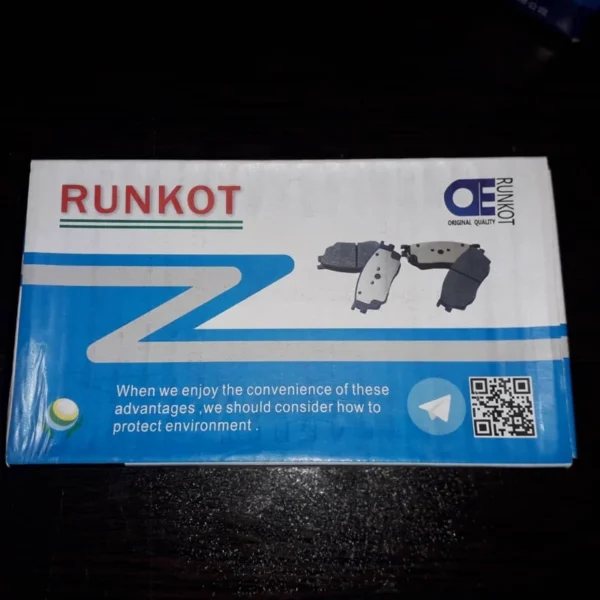 RUNKOT
OE
ORIGINAL QUALITY
RUNKOT
When we enjoy the convenience of these
advantages ,we should consider how to
protect environment .